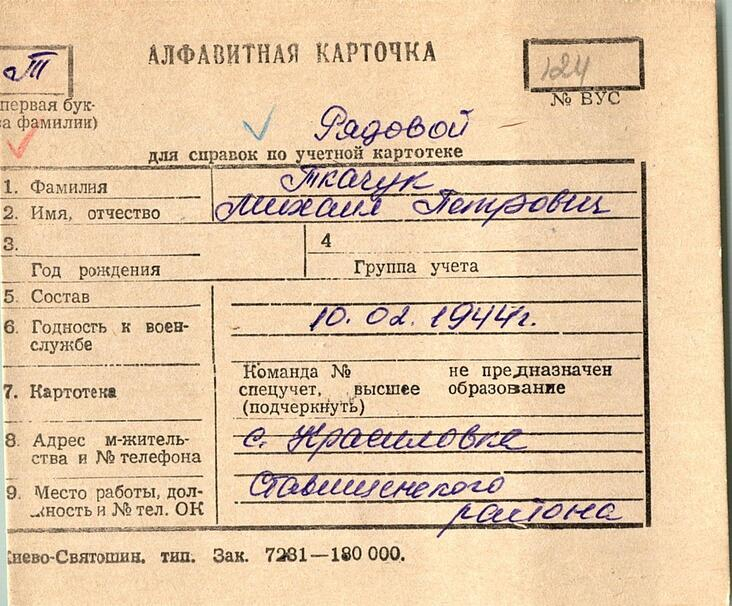 АЛФАВИТНАЯ КАРТОЧКА
Т
124
№ ВУС
первая бук-
а фамилии)
Рядовой
для справок по учетной картотеке
1. Фамилия Ткачук
2. Имя, отчество Михаил Петрович
3. Год рождения
4 Группа учета
5. Состав
6. Годность к воен-
службе
10.02.1944г.
7. Картотека
Команда № не предназначен
спецучет, высшее образование
(подчеркнуть)
8. Адрес м-житель-
ства и № телефона
с. Красиловка
9. Место работы, дол-
жность и № тел. ОК
Ставищенского
района
Киево-Святошин. тип. Зак. 7231—180 000.